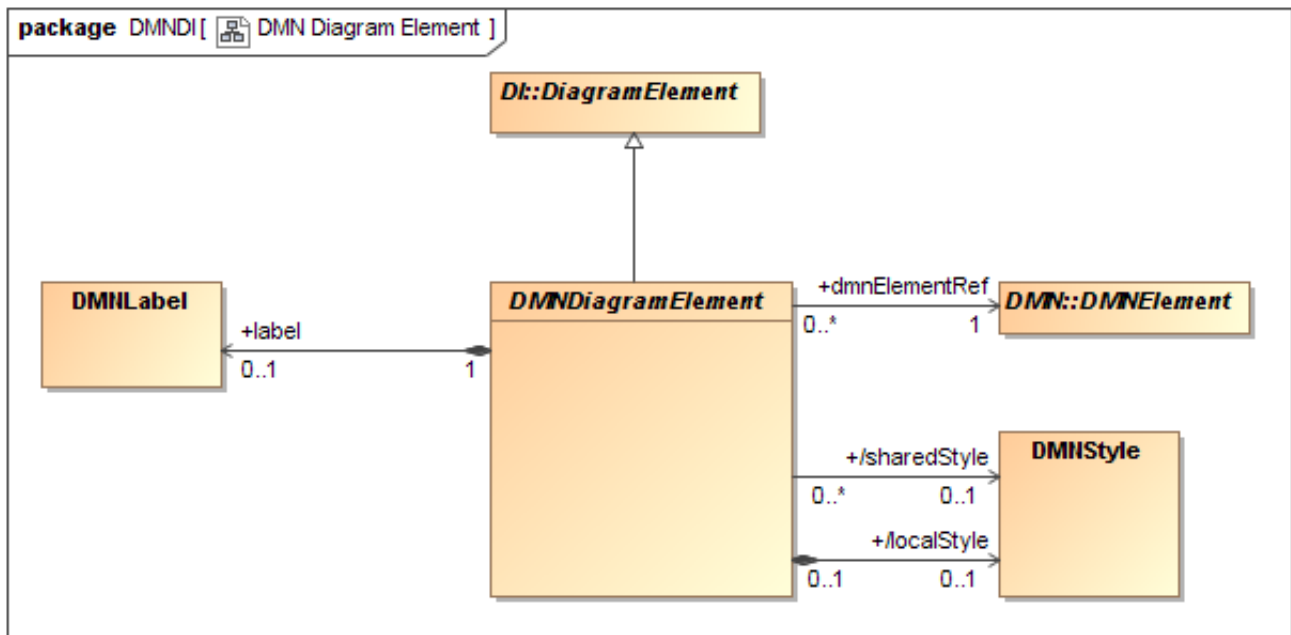 package DMNDI[ DMN Diagram Element ]
DI::DiagramElement
DMNLabel
DMNDiagramElement
+dmnElementRef
0..*
1
DMN::DMNElement
+label
0..1
1
+/sharedStyle
0..*
0..1
DMNStyle
+/localStyle
0..1
0..1